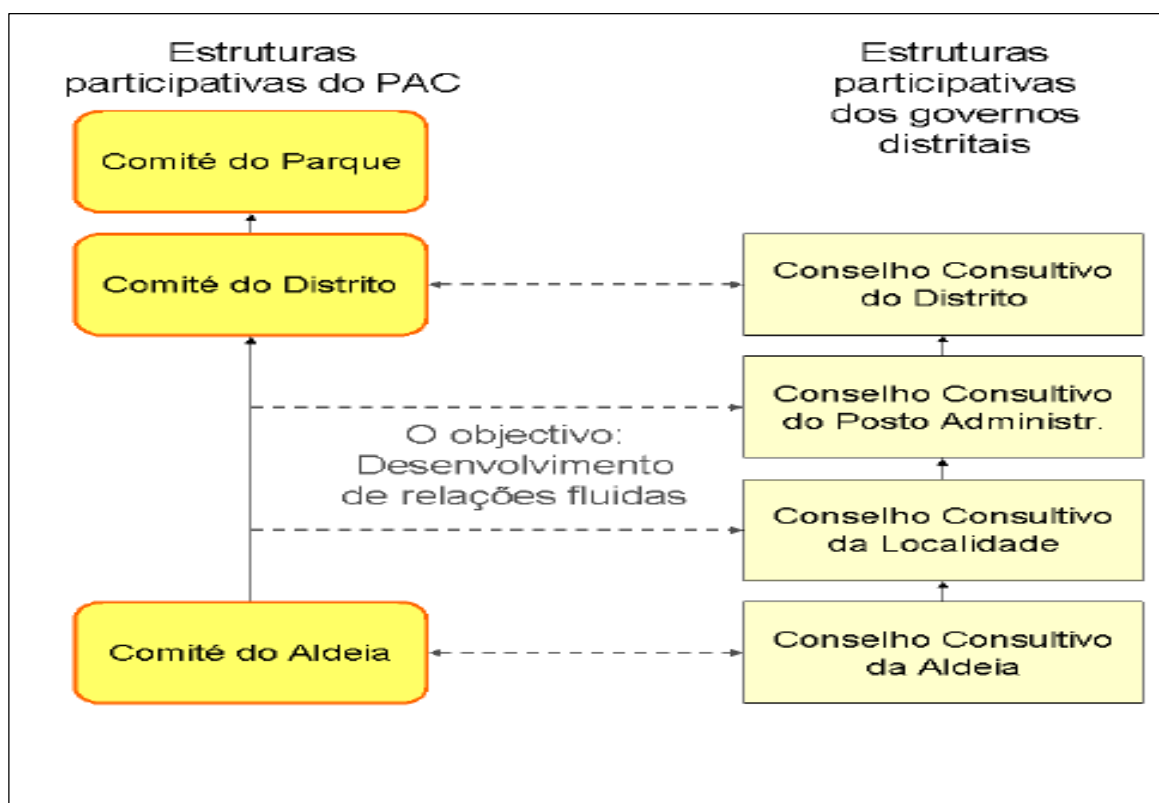 Estruturas
participativas do PAC
Comité do Parque
Comité do Distrito
Comité do Aldeia
O objectivo:
Desenvolvimento
de relações fluidas
Estruturas
participativas
dos governos
distritais
Conselho Consultivo
do Distrito
Conselho Consultivo
do Posto Administr.
Conselho Consultivo
da Localidade
Conselho Consultivo
da Aldeia